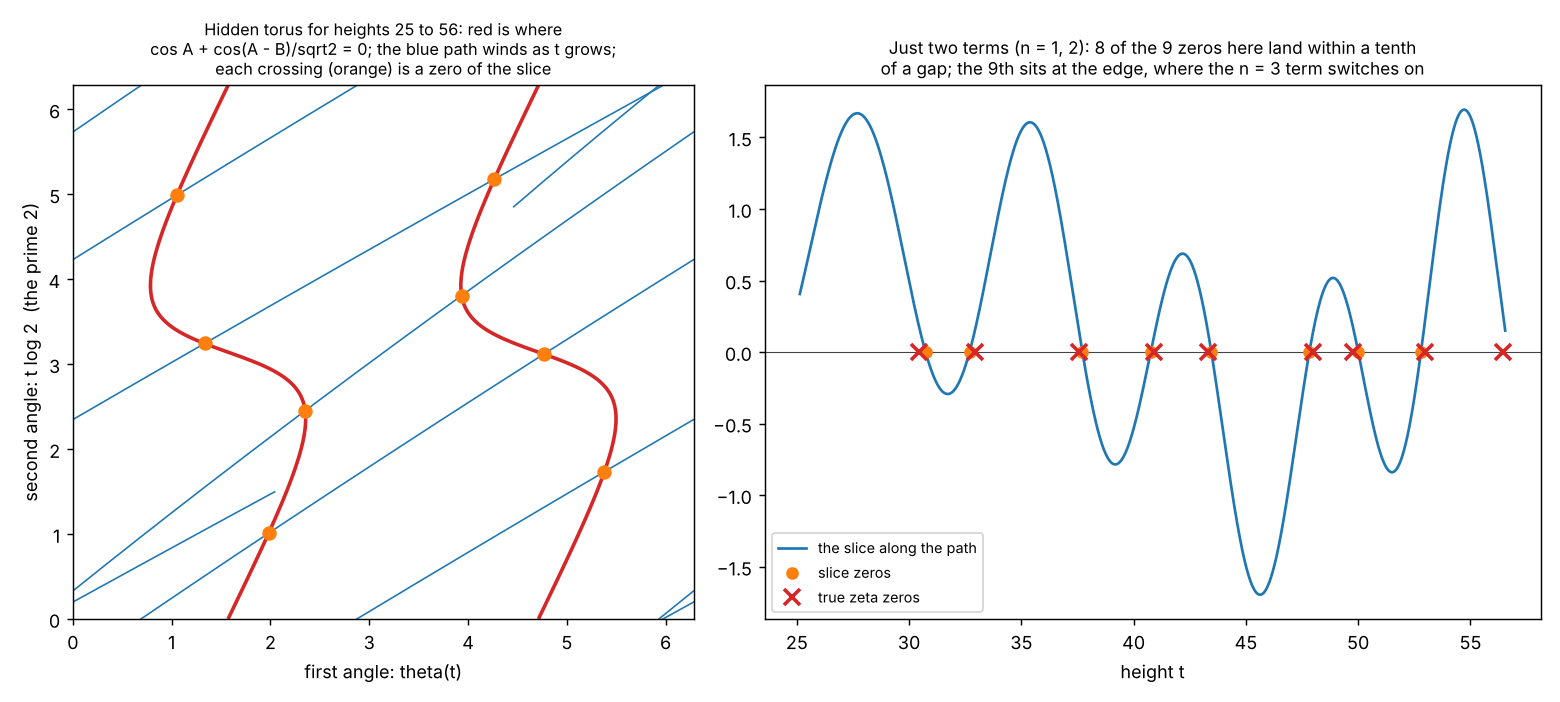 Hidden torus for heights 25 to 56: red is where
cos A + cos(A - B)/sqrt2 = 0; the blue path winds as t grows;
each crossing (orange) is a zero of the slice
6
5
4
3
2
1
0
second angle: t log 2  (the prime 2)
0 1 2 3 4 5 6
first angle: theta(t)
Just two terms (n = 1, 2): 8 of the 9 zeros here land within a tenth
of a gap; the 9th sits at the edge, where the n = 3 term switches on
1.5
1.0
0.5
0.0
−0.5
−1.0
−1.5
the slice along the path
slice zeros
true zeta zeros
25 30 35 40 45 50 55
height t